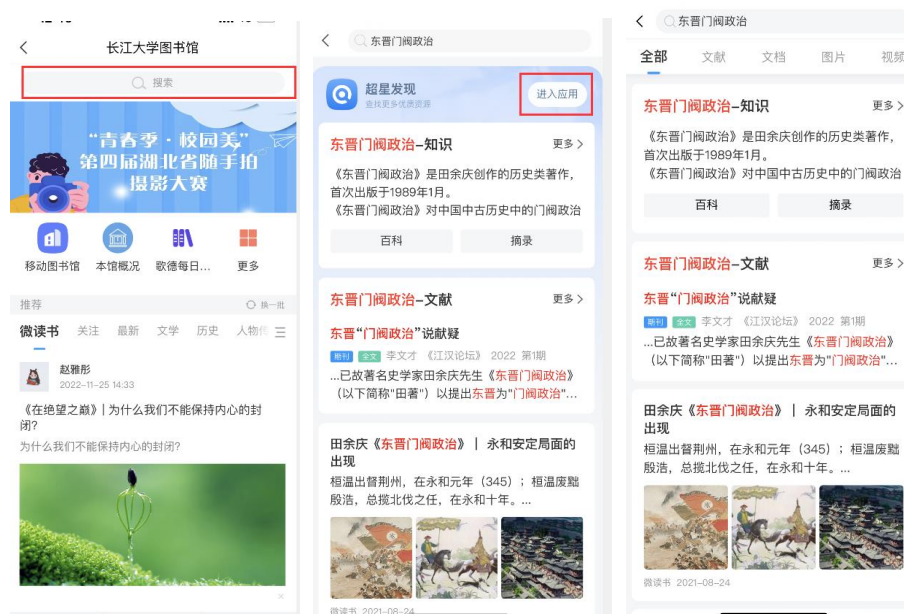 长江大学图书馆
搜索
“青春季·校园美”
第四届湖北省随手拍
摄影大赛
移动图书馆
本馆概况
歌德每日...
更多
推荐
换一批
微读书
关注
最新
文学
历史
人物传
赵雅彤
2022-11-25 14:33
《在绝望之巅》| 为什么我们不能保持内心的封
闭?
为什么我们不能保持内心的封闭?
东晋门阀政治
超星发现
查找更多优质资源
进入应用
东晋门阀政治-知识
更多
《东晋门阀政治》是田余庆创作的历史类著作,
首次出版于1989年1月。
《东晋门阀政治》对中国中古历史中的门阀政治
百科
摘录
东晋门阀政治-文献
更多
东晋“门阀政治”说献疑
期刊 全文 李文才 《江汉论坛》 2022 第1期
...已故著名史学家田余庆先生《东晋门阀政治》
(以下简称"田著")以提出东晋为"门阀政治"...
田余庆《东晋门阀政治》 | 永和安定局面的
出现
桓温出督荆州,在永和元年(345);桓温废黜
殷浩,总揽北伐之任,在永和十年。...
微读书 2021-08-24
东晋门阀政治
全部
文献
文档
图片
视频
东晋门阀政治-知识
更多
《东晋门阀政治》是田余庆创作的历史类著作,
首次出版于1989年1月。
《东晋门阀政治》对中国中古历史中的门阀政治
百科
摘录
东晋门阀政治-文献
更多
东晋“门阀政治”说献疑
期刊 全文 李文才 《江汉论坛》 2022 第1期
...已故著名史学家田余庆先生《东晋门阀政治》
(以下简称"田著")以提出东晋为"门阀政治"...
田余庆《东晋门阀政治》 | 永和安定局面的
出现
桓温出督荆州,在永和元年(345);桓温废黜
殷浩,总揽北伐之任,在永和十年。...
微读书 2021-08-24